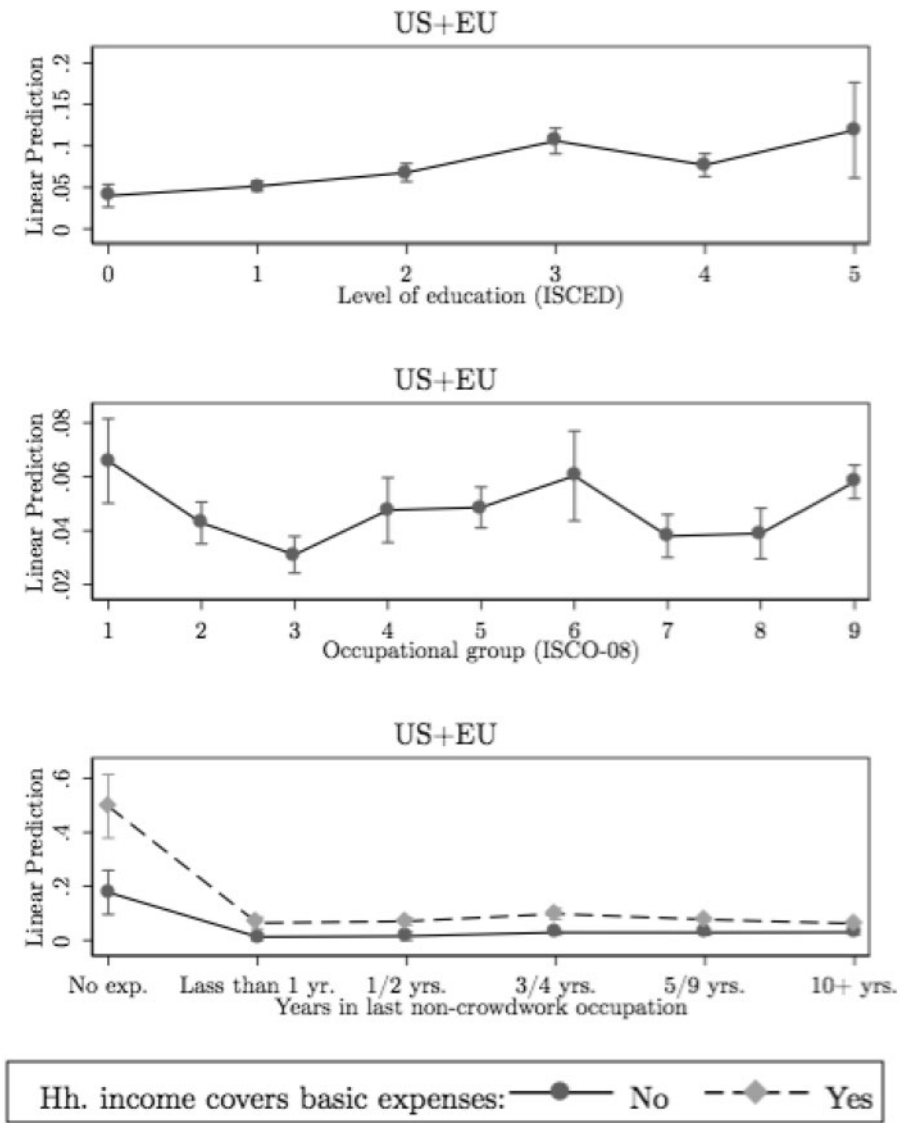 US+EU
Linear Prediction
.2
.15
.1
.05
0
0 1 2 3 4 5
Level of education (ISCED)
US+EU
Linear Prediction
.08
.06
.04
.02
1 2 3 4 5 6 7 8 9
Occupational group (ISCO-08)
US+EU
Linear Prediction
.6
.4
.2
0
No exp. Lass than 1 yr. 1/2 yrs. 3/4 yrs. 5/9 yrs. 10+ yrs.
Years in last non-crowdwork occupation
Hh. income covers basic expenses: No Yes